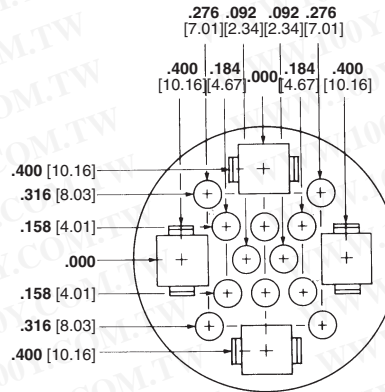 .276 .092 .092 .276
[7.01] [2.34] [2.34] [7.01]
.400 .184 .000 .184 .400
[10.16] [4.67] [4.67] [10.16]
.400 [10.16]
.316 [8.03]
.158 [4.01]
.000
.158 [4.01]
.316 [8.03]
.400 [10.16]